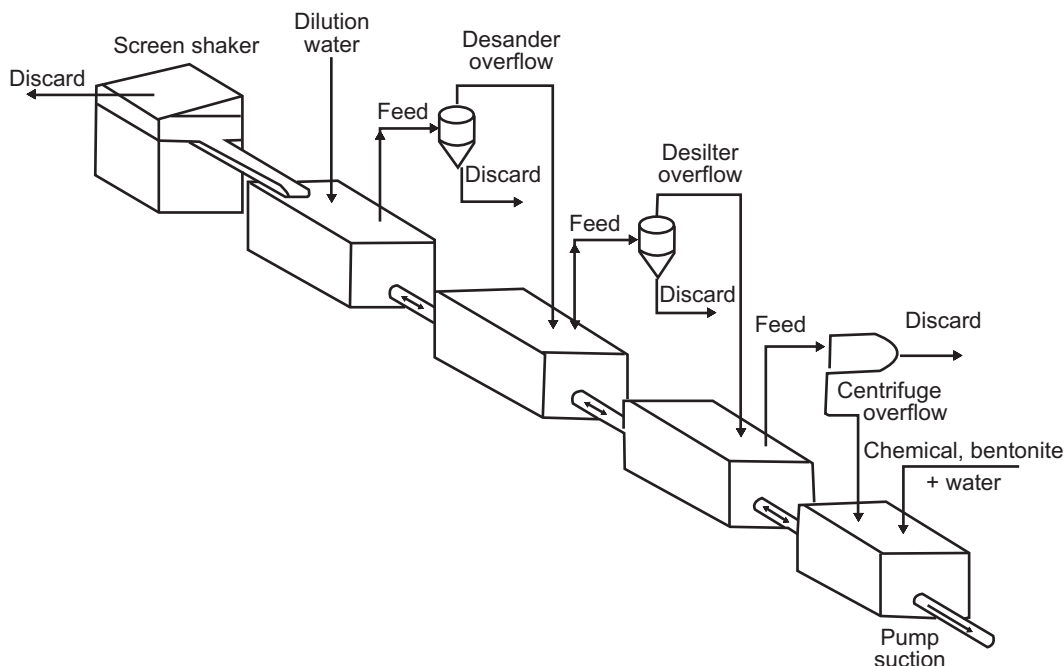 Screen shaker
Discard
Dilution
water
Desander
overflow
Feed
Discard
Desilter
overflow
Feed
Discard
Feed
Discard
Centrifuge
overflow
Chemical, bentonite
+ water
Pump
suction